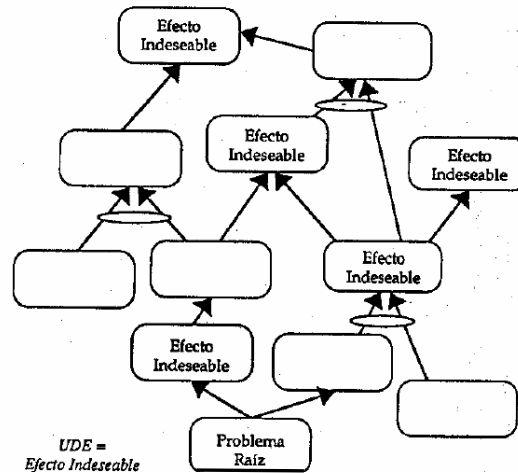 Efecto
Indeseable
Efecto
Indeseable
Efecto
Indeseable
Efecto
Indeseable
Efecto
Indeseable
Problema
Raíz
UDE =
Efecto Indeseable